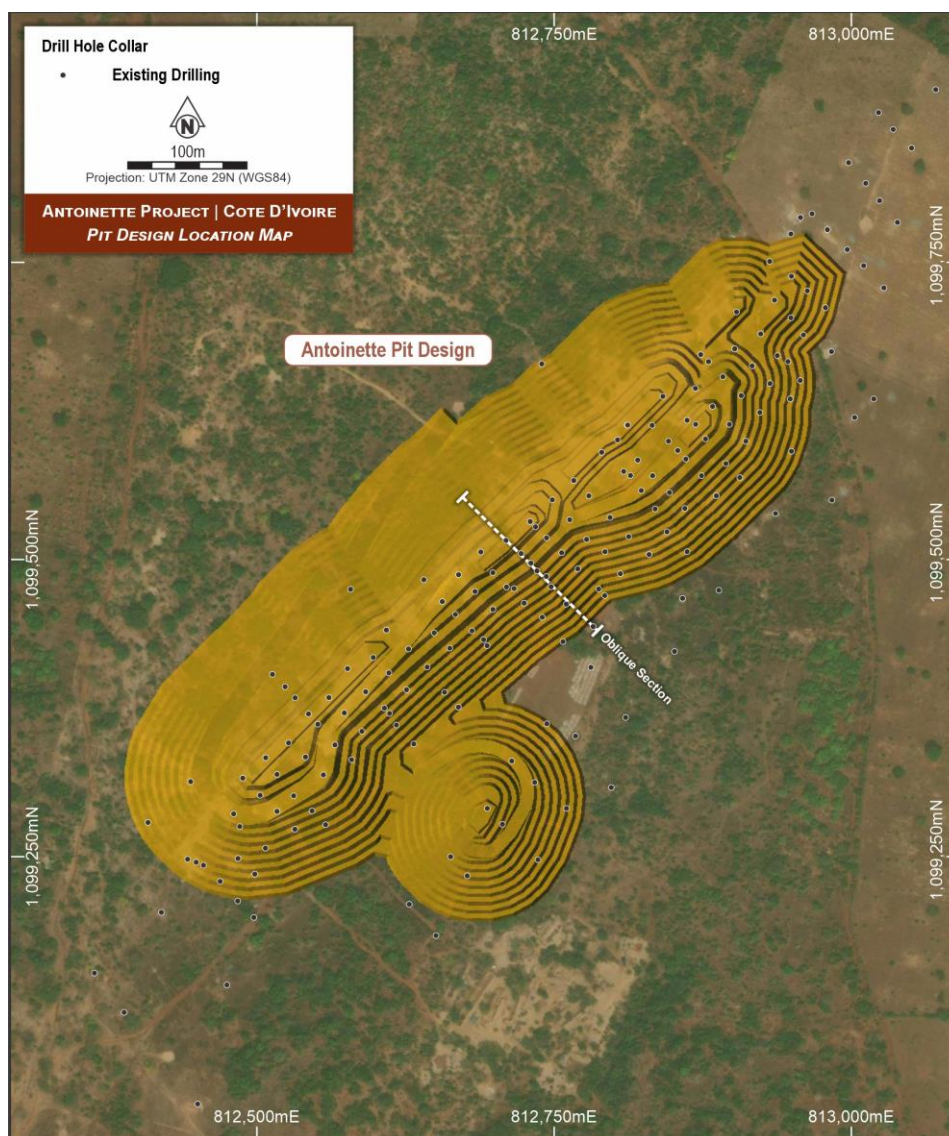 812,750mE
813,000mE
Drill Hole Collar
Existing Drilling
N
100m
Projection: UTM Zone 29N (WGS84)
ANTOINETTE PROJECT | COTE D'IVOIRE
PIT DESIGN LOCATION MAP
1,099,750mN
Antoinette Pit Design
1,099,500mN
1,099,500mN
Oblique Section
1,099,250mN
1,099,250mN
812,500mE
812,750mE
813,000mE